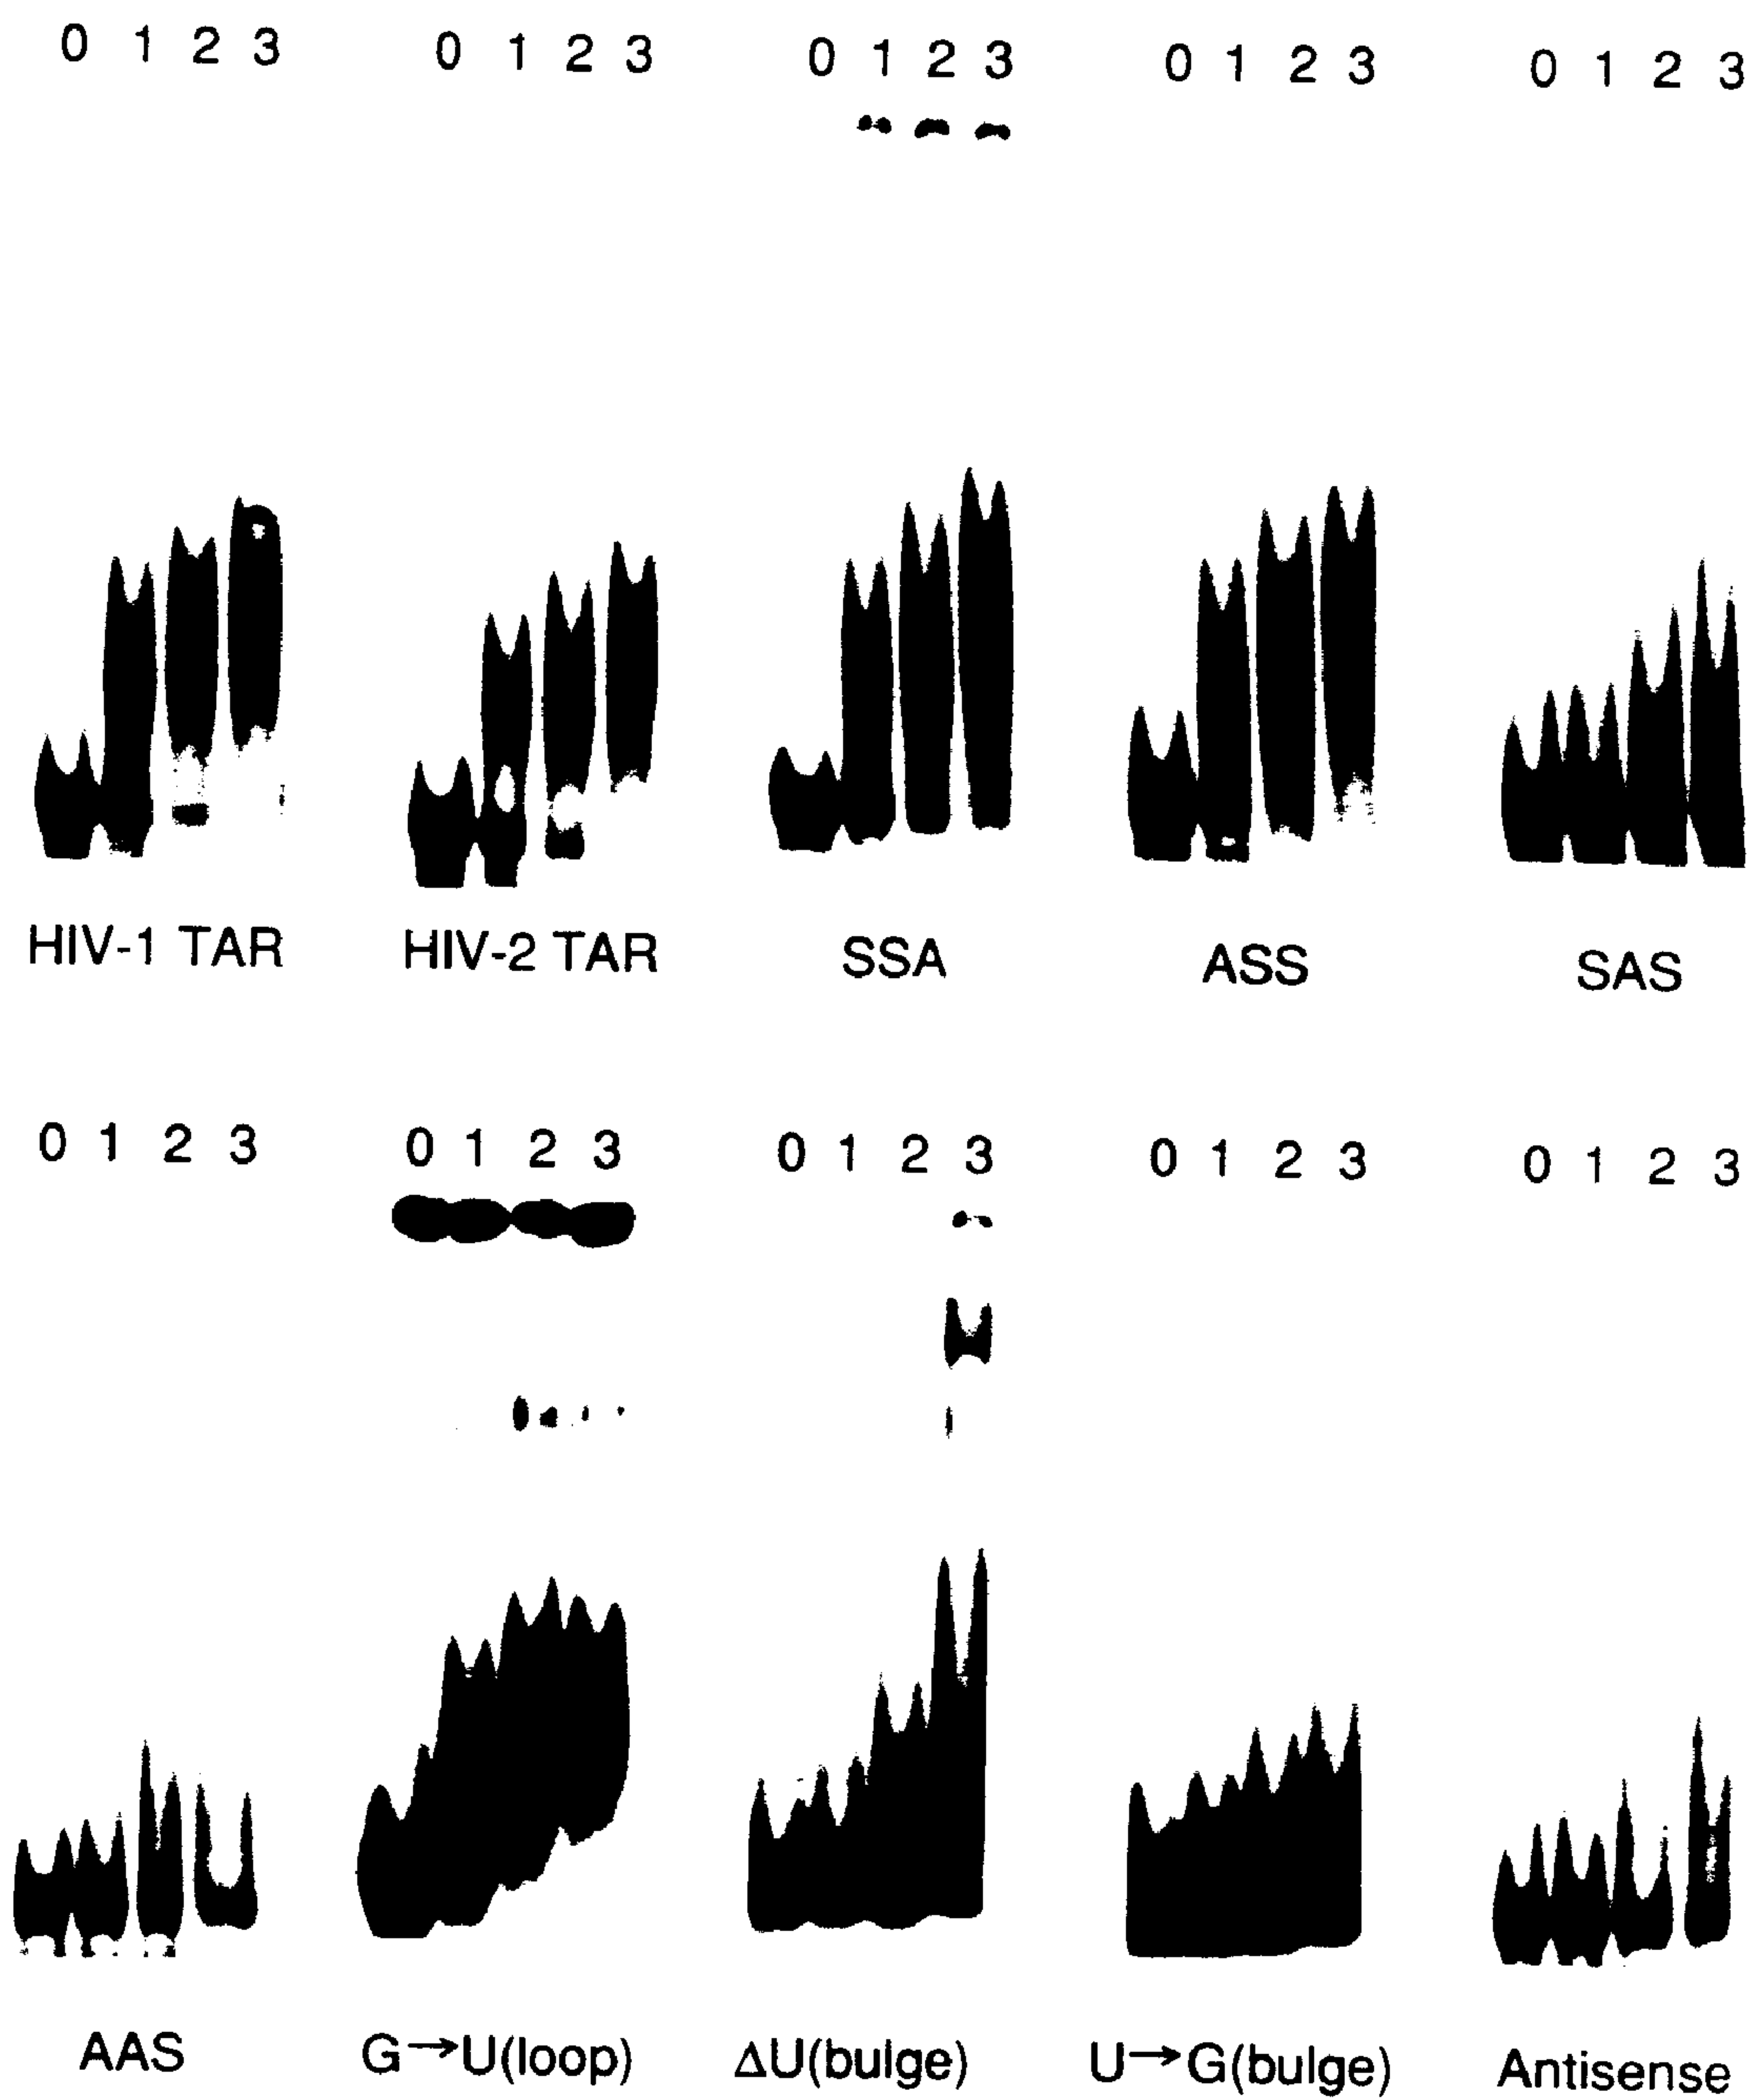 0 1 2 3 0 1 2 3 0 1 2 3 0 1 2 3 0 1 2 3
HIV-1 TAR HIV-2 TAR SSA ASS SAS
0 1 2 3 0 1 2 3 0 1 2 3 0 1 2 3 0 1 2 3
AAS G→U(loop) ΔU(bulge) U→G(bulge) Antisense